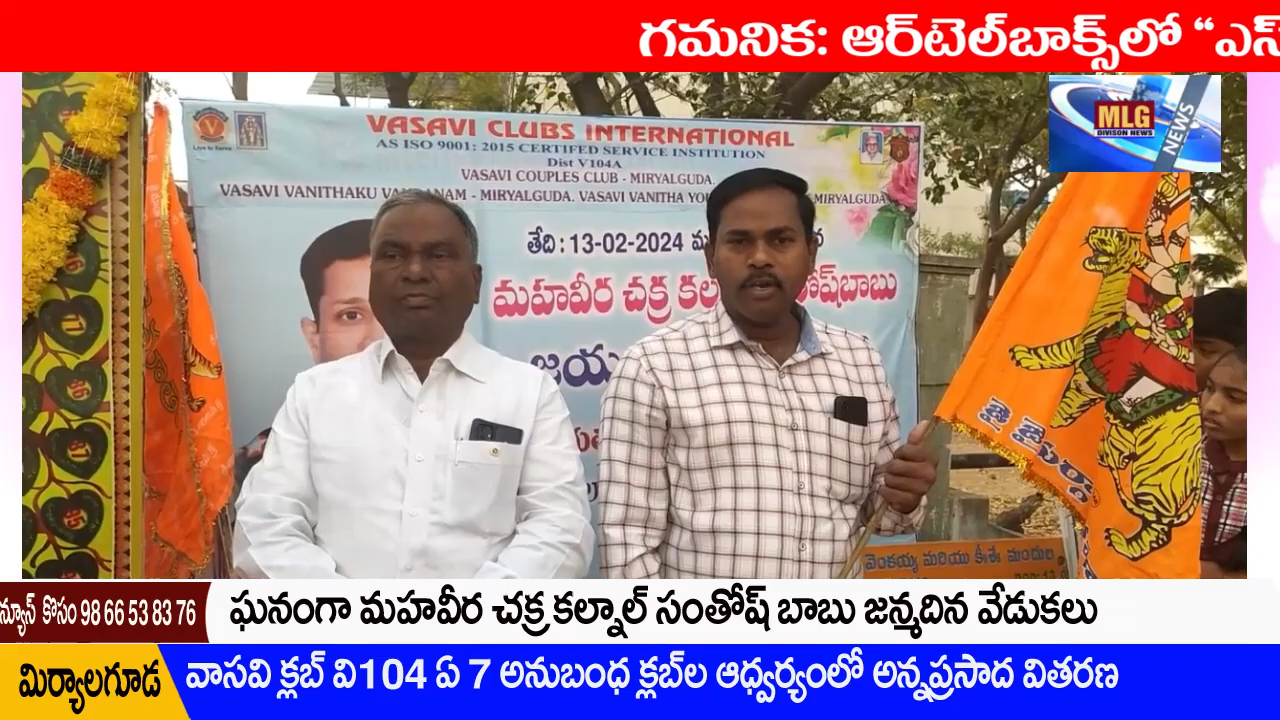 గమనిక: ఆర్‌టెల్‌బాక్స్‌లో “ఎస్
MLG
DIVISON NEWS
NEWS
VASAVI CLUBS INTERNATIONAL
AS ISO 9001: 2015 CERTIFED SERVICE INSTITUTION
Dist V104A
VASAVI COUPLES CLUB - MIRYALGUDA.
VASAVI VANITHAKU - MIRYALGUDA. VASAVI VANITHA MIRYALGUDA
తేది : 13-02-2024
మహావీర చక్ర
జయ
శ్రీ
వెంకయ్య మరియు కీ.శే. మందుల
న్యూస్ కొసం 98 66 53 83 76
ఘనంగా మహవీర చక్ర కల్నాల్ సంతోష్ బాబు జన్మదిన వేడుకలు
మిర్యాలగూడ
వాసవి క్లబ్ వి104 ఏ 7 అనుబంధ క్లబ్‌ల ఆధ్వర్యంలో అన్నప్రసాద వితరణ